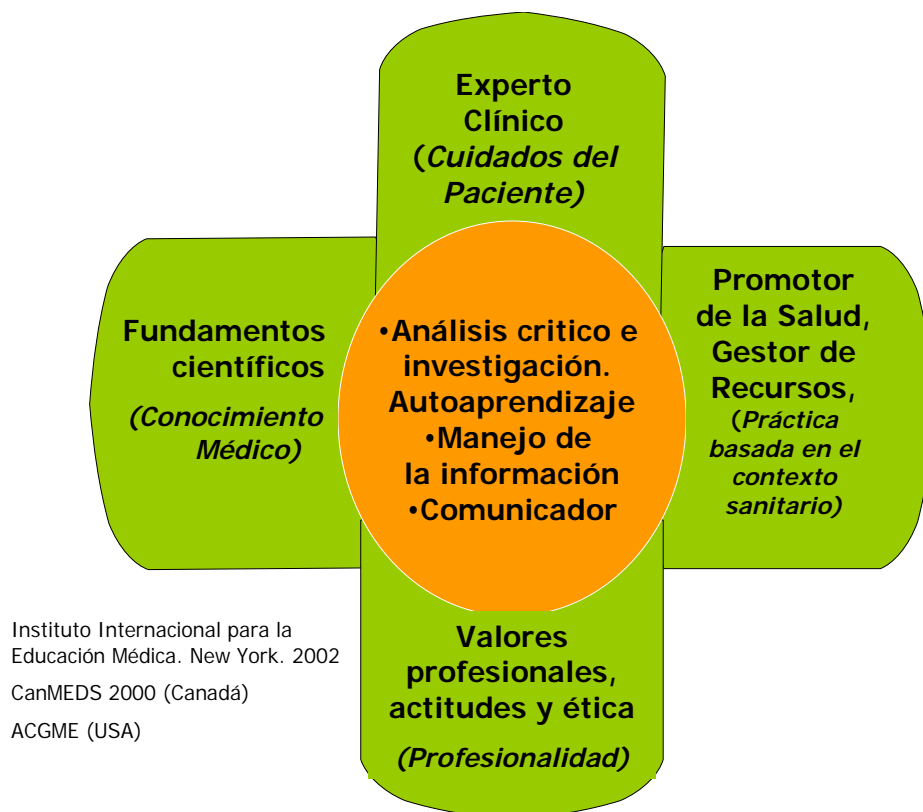 Experto
Clínico
(Cuidados del
Paciente)
Fundamentos
científicos
(Conocimiento
Médico)
•Análisis critico e
investigación.
Autoaprendizaje
•Manejo de
la información
•Comunicador
Promotor
de la Salud,
Gestor de
Recursos,
(Práctica
basada en el
contexto
sanitario)
Valores
profesionales,
actitudes y ética
(Profesionalidad)
Instituto Internacional para la
Educación Médica. New York. 2002
CanMEDS 2000 (Canadá)
ACGME (USA)